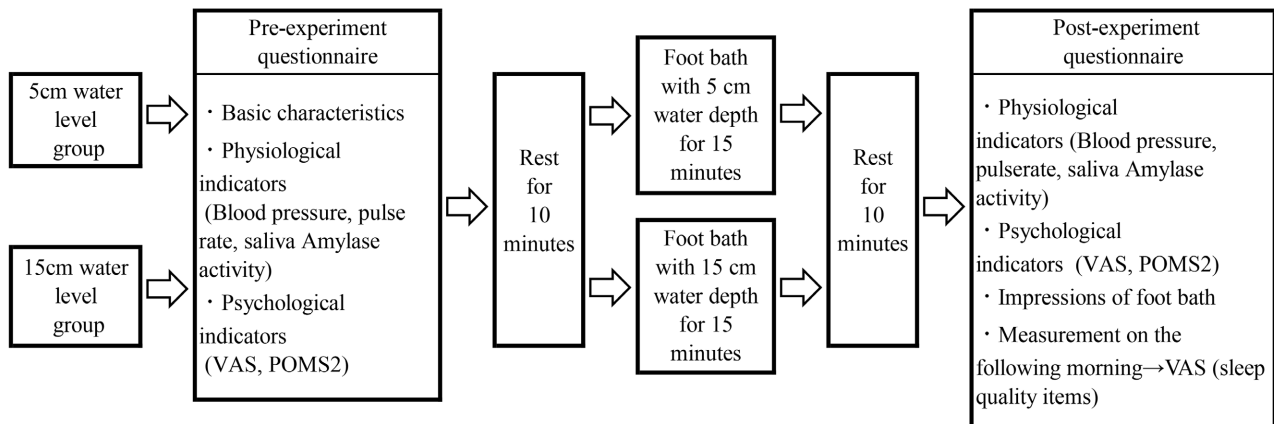 5cm water
level
group
15cm water
level
group
Pre-experiment
questionnaire
・Basic characteristics
・Physiological
indicators
(Blood pressure, pulse
rate, saliva Amylase
activity)
・Psychological
indicators
(VAS, POMS2)
Rest
for
10
minutes
Foot bath
with 5 cm
water depth
for 15
minutes
Foot bath
with 15 cm
water depth
for 15
minutes
Rest
for
10
minutes
Post-experiment
questionnaire
・Physiological
indicators (Blood pressure,
pulserate, saliva Amylase
activity)
・Psychological
indicators (VAS, POMS2)
・Impressions of foot bath
・Measurement on the
following morning→VAS (sleep
quality items)